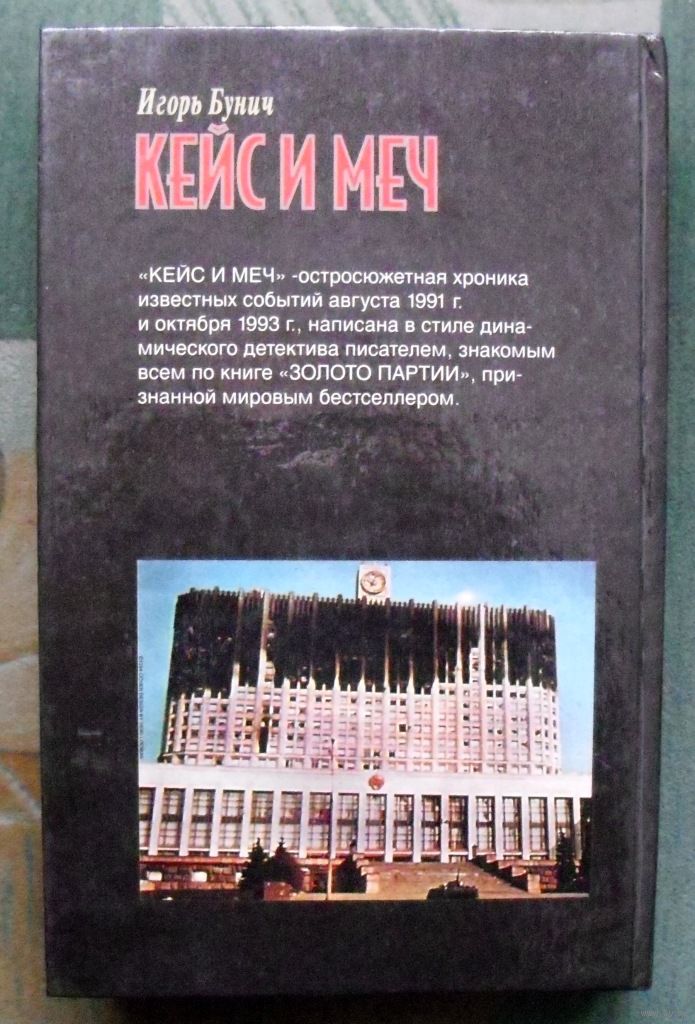 Игорь Бунич
КЕЙС И МЕЧ
«КЕЙС И МЕЧ» -остросюжетная хроника
известных событий августа 1991 г.
и октября 1993 г., написана в стиле дина-
мического детектива писателем, знакомым
всем по книге «ЗОЛОТО ПАРТИИ», при-
знанной мировым бестселлером.